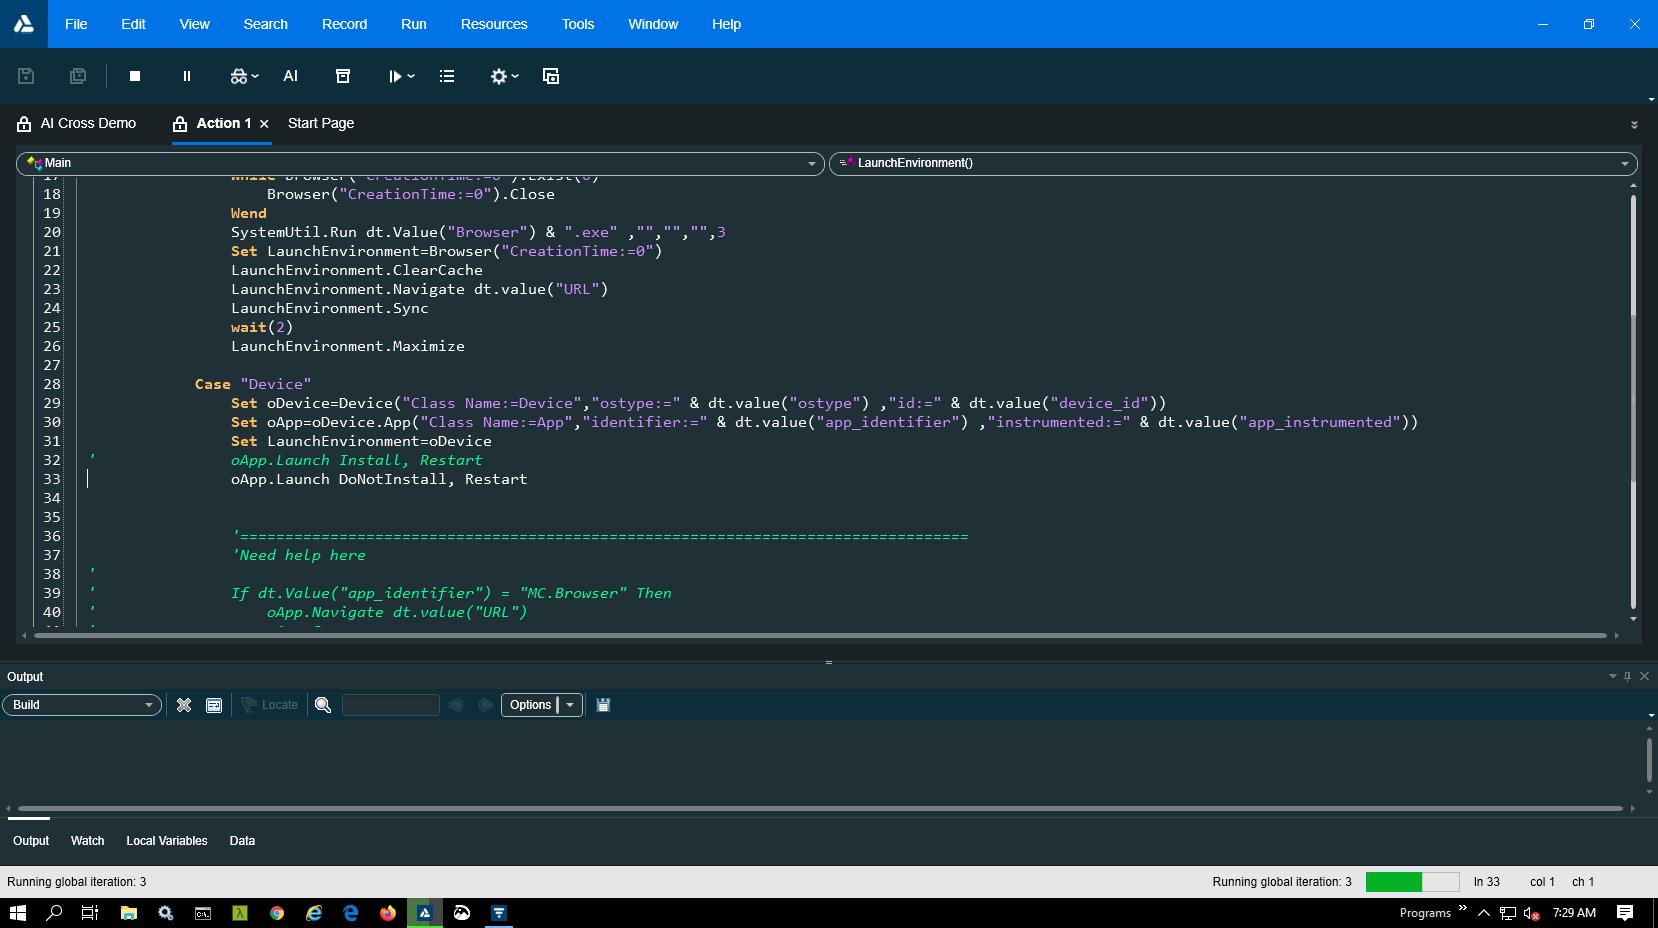 File Edit View Search Record Run Resources Tools Window Help
AI
AI Cross Demo Action 1 Start Page
Main LaunchEnvironment()
17 While Browser("CreationTime:=0").Exist(0)
18 Browser("CreationTime:=0").Close
19 Wend
20 SystemUtil.Run dt.Value("Browser") & ".exe" ,"","","",3
21 Set LaunchEnvironment=Browser("CreationTime:=0")
22 LaunchEnvironment.ClearCache
23 LaunchEnvironment.Navigate dt.value("URL")
24 LaunchEnvironment.Sync
25 wait(2)
26 LaunchEnvironment.Maximize
27
28 Case "Device"
29 Set oDevice=Device("Class Name:=Device","ostype:=" & dt.value("ostype") ,"id:=" & dt.value("device_id"))
30 Set oApp=oDevice.App("Class Name:=App","identifier:=" & dt.value("app_identifier") ,"instrumented:=" & dt.value("app_instrumented"))
31 Set LaunchEnvironment=oDevice
32 ' oApp.Launch Install, Restart
33 oApp.Launch DoNotInstall, Restart
34
35
36 '=================================================================================
37 'Need help here
38 '
39 ' If dt.Value("app_identifier") = "MC.Browser" Then
40 ' oApp.Navigate dt.value("URL")
Output
Build Locate Options
Output Watch Local Variables Data
Running global iteration: 3 Running global iteration: 3 ln 33 col 1 ch 1
Programs 7:29 AM